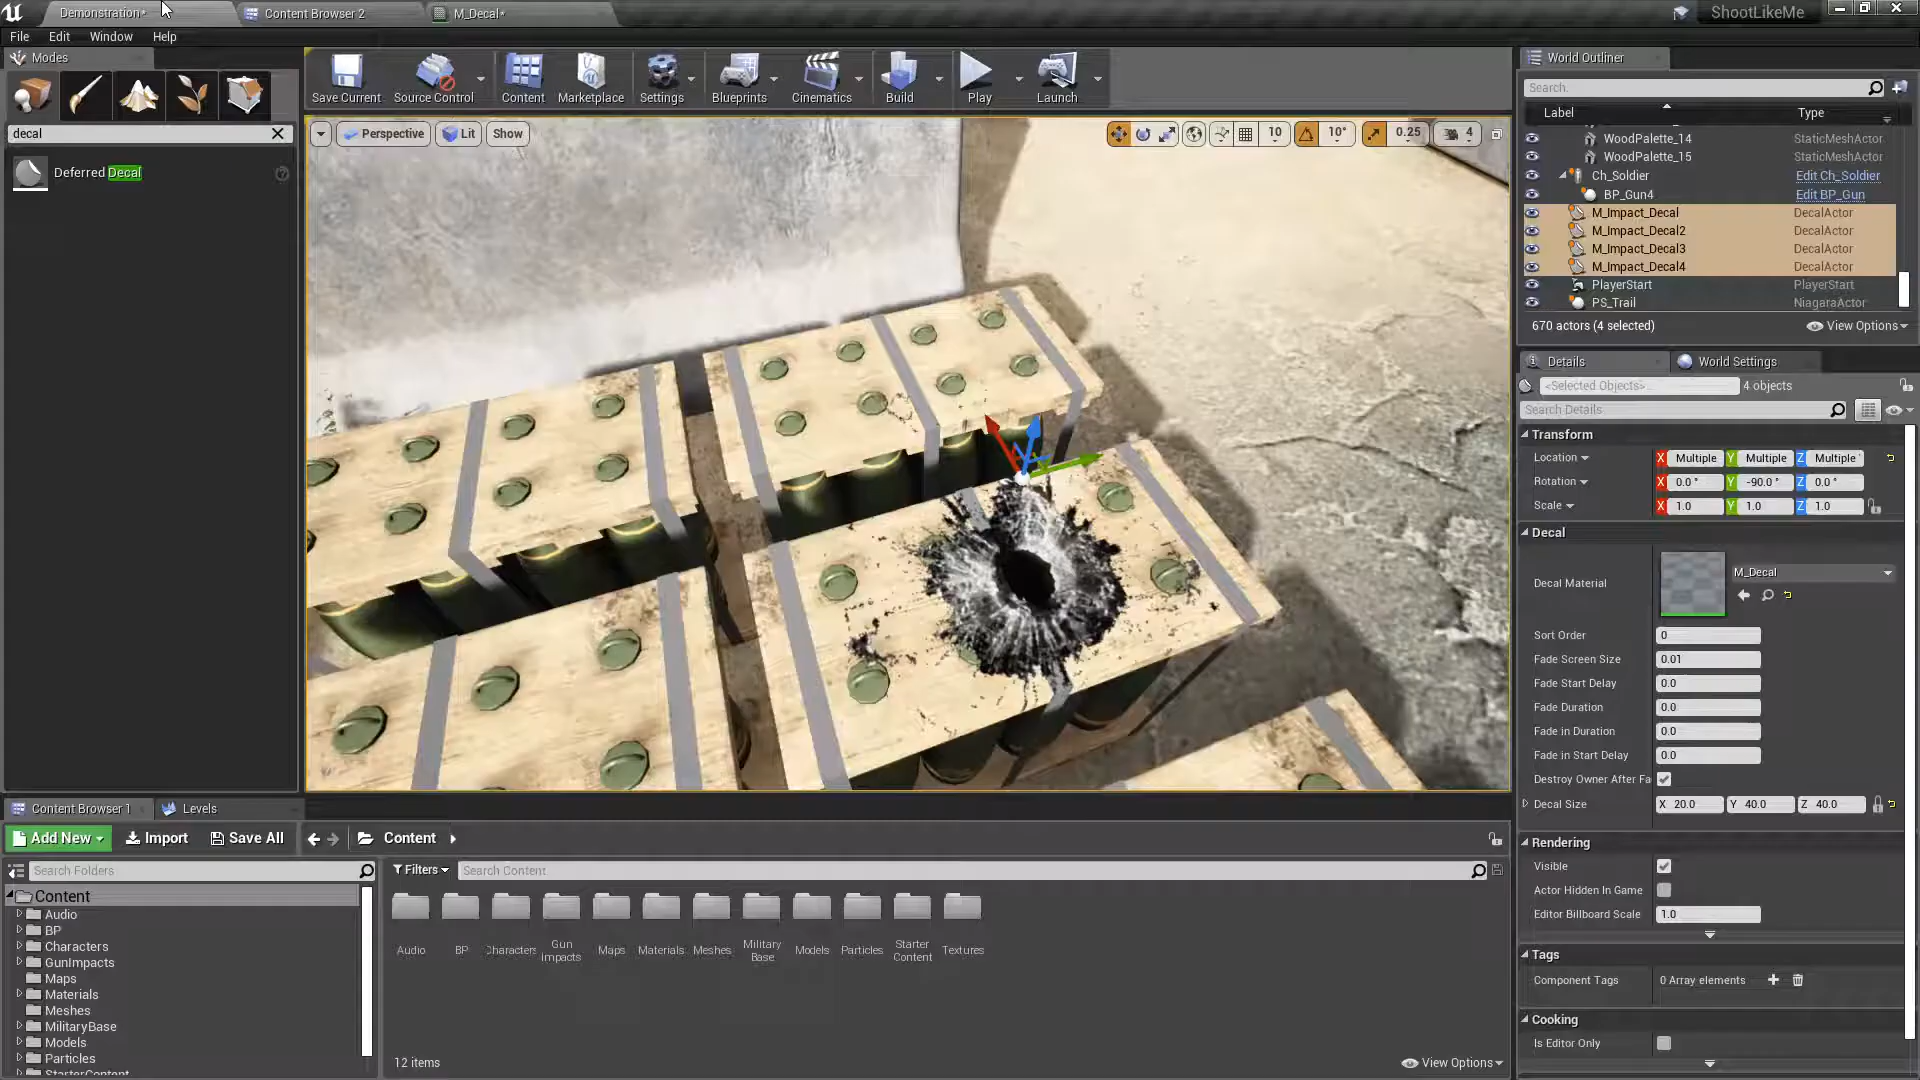 Demonstration*
Content Browser 2
M_Decal*
ShootLikeMe
File
Edit
Window
Help
Modes
decal
Deferred Decal
Save Current
Source Control
Content
Marketplace
Settings
Blueprints
Cinematics
Build
Play
Launch
Perspective
Lit
Show
10
10°
0.25
4
World Outliner
Search.
Label
Type
WoodPalette_14
StaticMeshActor
WoodPalette_15
StaticMeshActor
Ch_Soldier
Edit Ch_Soldier
BP_Gun4
Edit BP_Gun
M_Impact_Decal
DecalActor
M_Impact_Decal2
DecalActor
M_Impact_Decal3
DecalActor
M_Impact_Decal4
DecalActor
PlayerStart
PlayerStart
PS_Trail
NiagaraActor
670 actors (4 selected)
View Options
Details
World Settings
<Selected Objects>
4 objects
Search Details
Transform
Location
X Multiple
Y Multiple
Z Multiple
Rotation
X 0.0 °
Y -90.0 °
Z 0.0 °
Scale
X 1.0
Y 1.0
Z 1.0
Decal
Decal Material
M_Decal
Sort Order
0
Fade Screen Size
0.01
Fade Start Delay
0.0
Fade Duration
0.0
Fade in Duration
0.0
Fade in Start Delay
0.0
Destroy Owner After Fa
Decal Size
X 20.0
Y 40.0
Z 40.0
Rendering
Visible
Actor Hidden In Game
Editor Billboard Scale
1.0
Tags
Component Tags
0 Array elements
Cooking
Is Editor Only
Content Browser 1
Levels
Add New
Import
Save All
Content
Search Folders
Filters
Search Content
Content
Audio
BP
Characters
GunImpacts
Maps
Materials
Meshes
MilitaryBase
Models
Particles
StarterContent
Audio
BP
Characters
Gun Impacts
Maps
Materials
Meshes
Military Base
Models
Particles
Starter Content
Textures
12 items
View Options